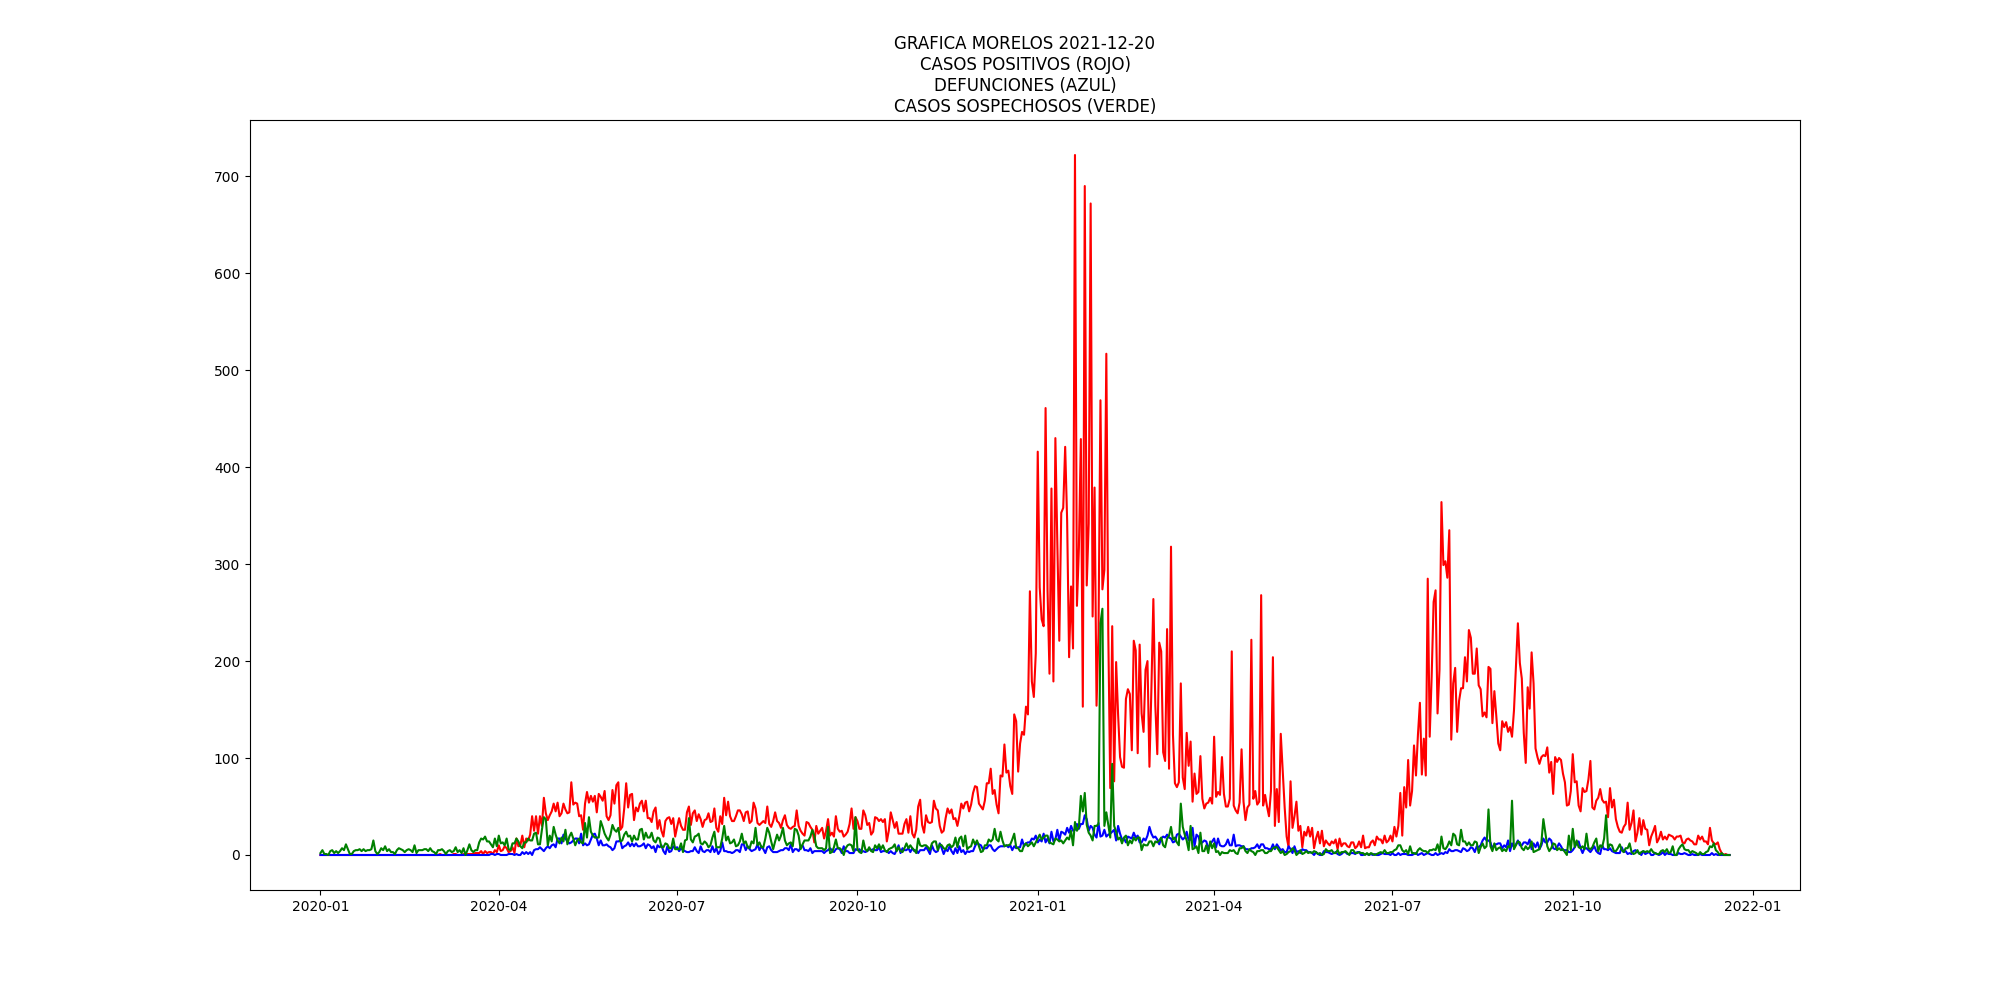 GRAFICA MORELOS 2021-12-20
CASOS POSITIVOS (ROJO)
DEFUNCIONES (AZUL)
CASOS SOSPECHOSOS (VERDE)
700
600
500
400
300
200
100
0
2020-01 2020-04 2020-07 2020-10 2021-01 2021-04 2021-07 2021-10 2022-01